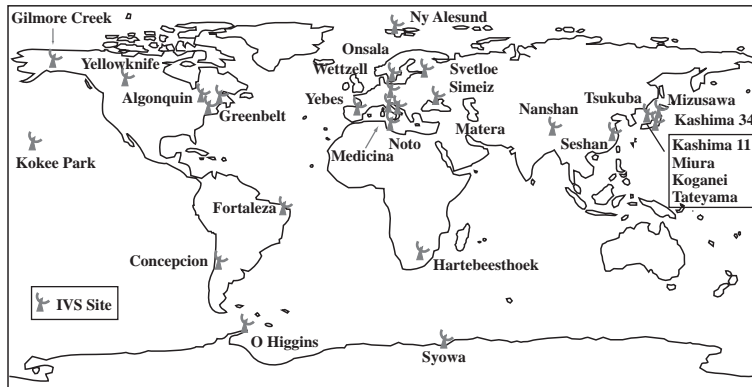 Gilmore Creek
Ny Alesund
Onsala
Yellowknife
Wettzell
Svetloe
Algonquin
Simeiz
Greenbelt
Yebes
Nanshan
Tsukuba
Mizusawa
Kashima 34
Matera
Seshan
Kokee Park
Medicina
Noto
Kashima 11
Miura
Koganei
Tateyama
Fortaleza
Concepcion
Hartebeesthoek
IVS Site
O Higgins
Syowa